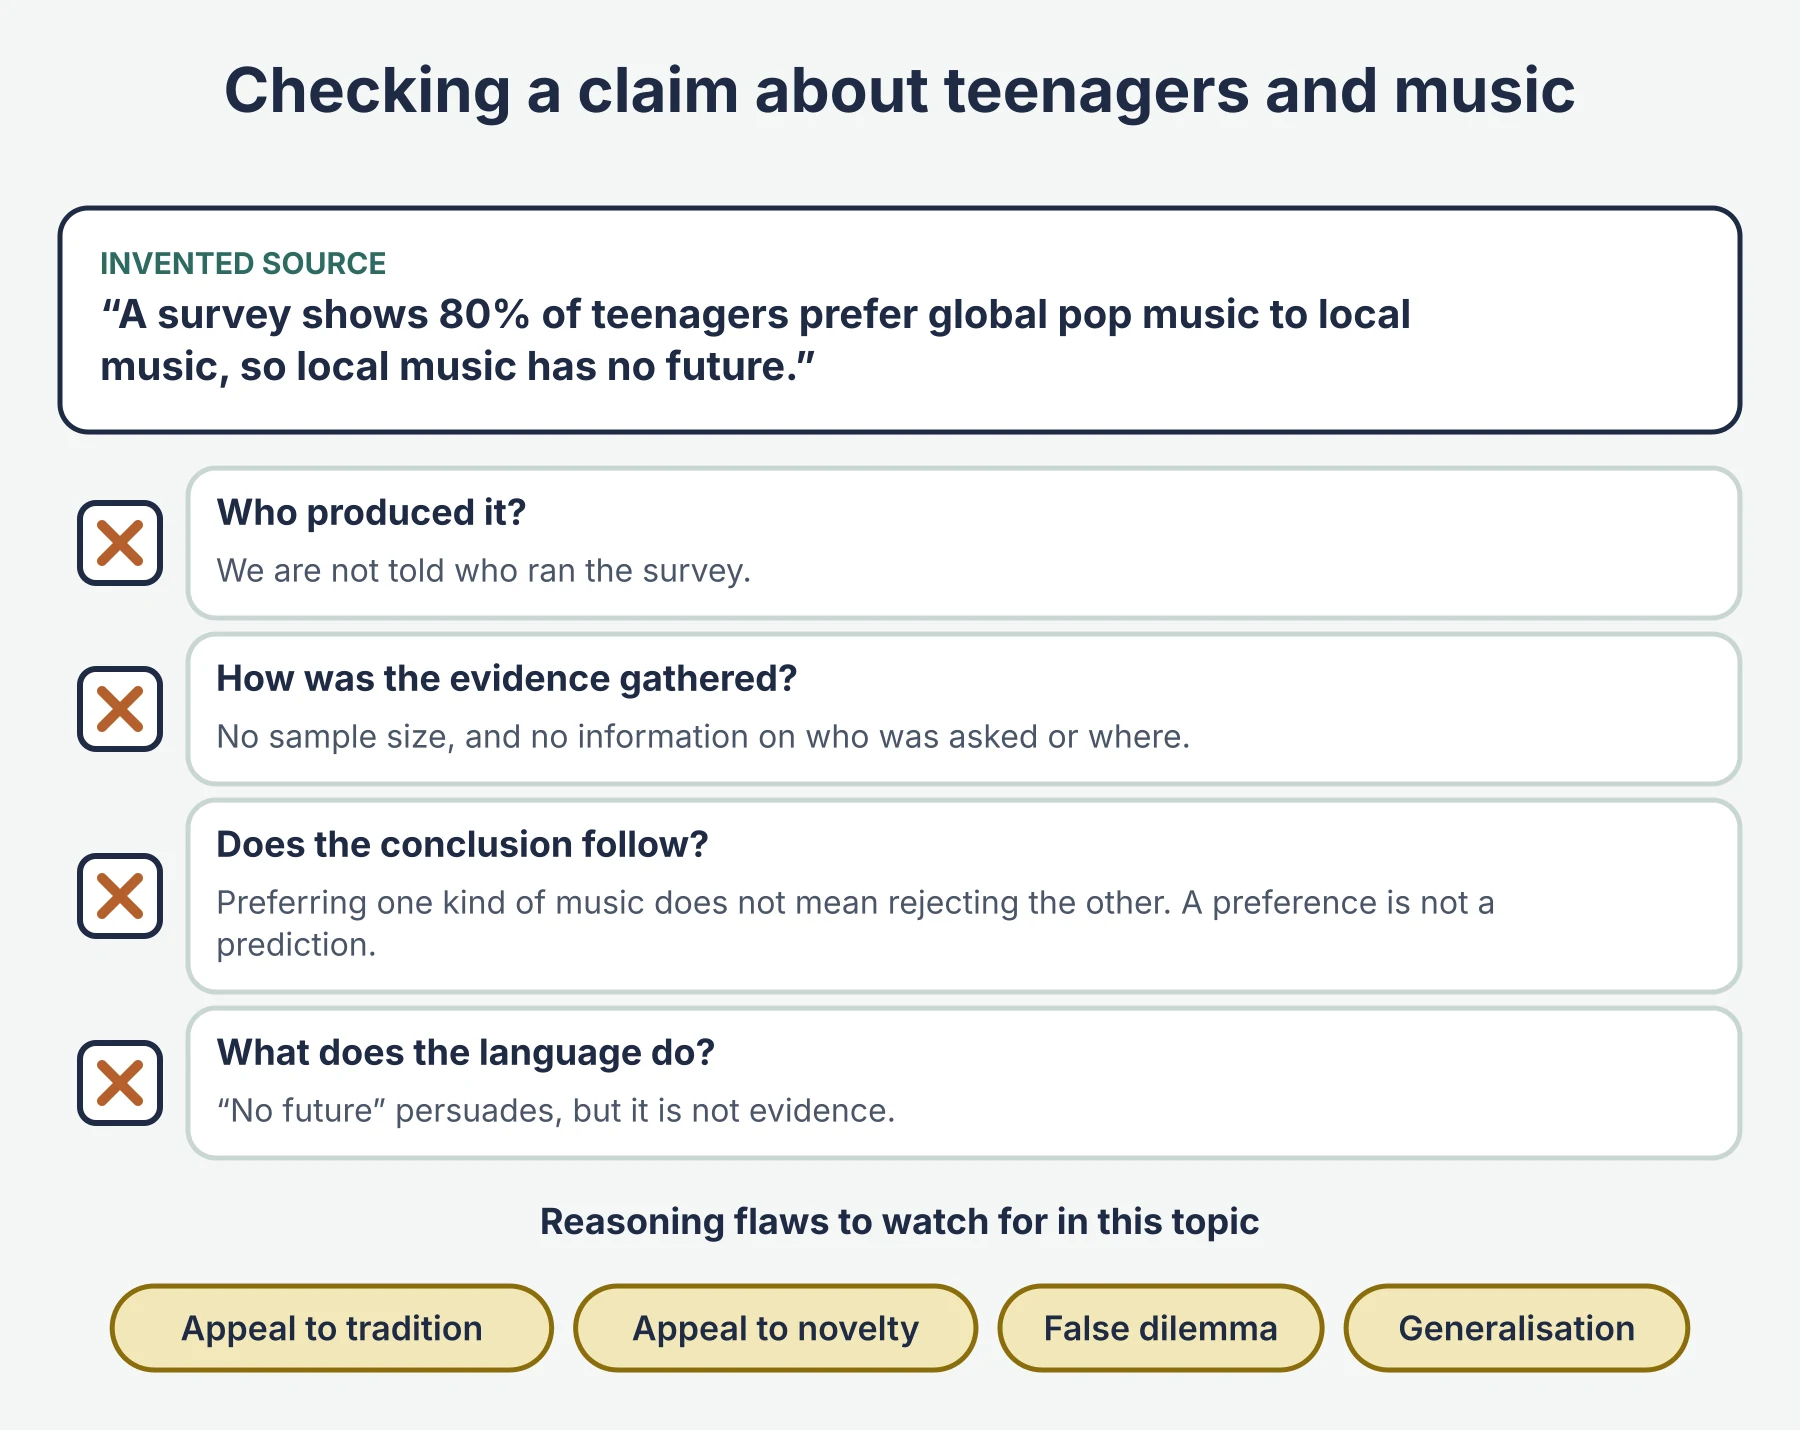 Checking a claim about teenagers and music
INVENTED SOURCE
“A survey shows 80% of teenagers prefer global pop music to local
music, so local music has no future.”
Who produced it?
We are not told who ran the survey.
How was the evidence gathered?
No sample size, and no information on who was asked or where.
Does the conclusion follow?
Preferring one kind of music does not mean rejecting the other. A preference is not a
prediction.
What does the language do?
“No future” persuades, but it is not evidence.
Reasoning flaws to watch for in this topic
Appeal to tradition
Appeal to novelty
False dilemma
Generalisation